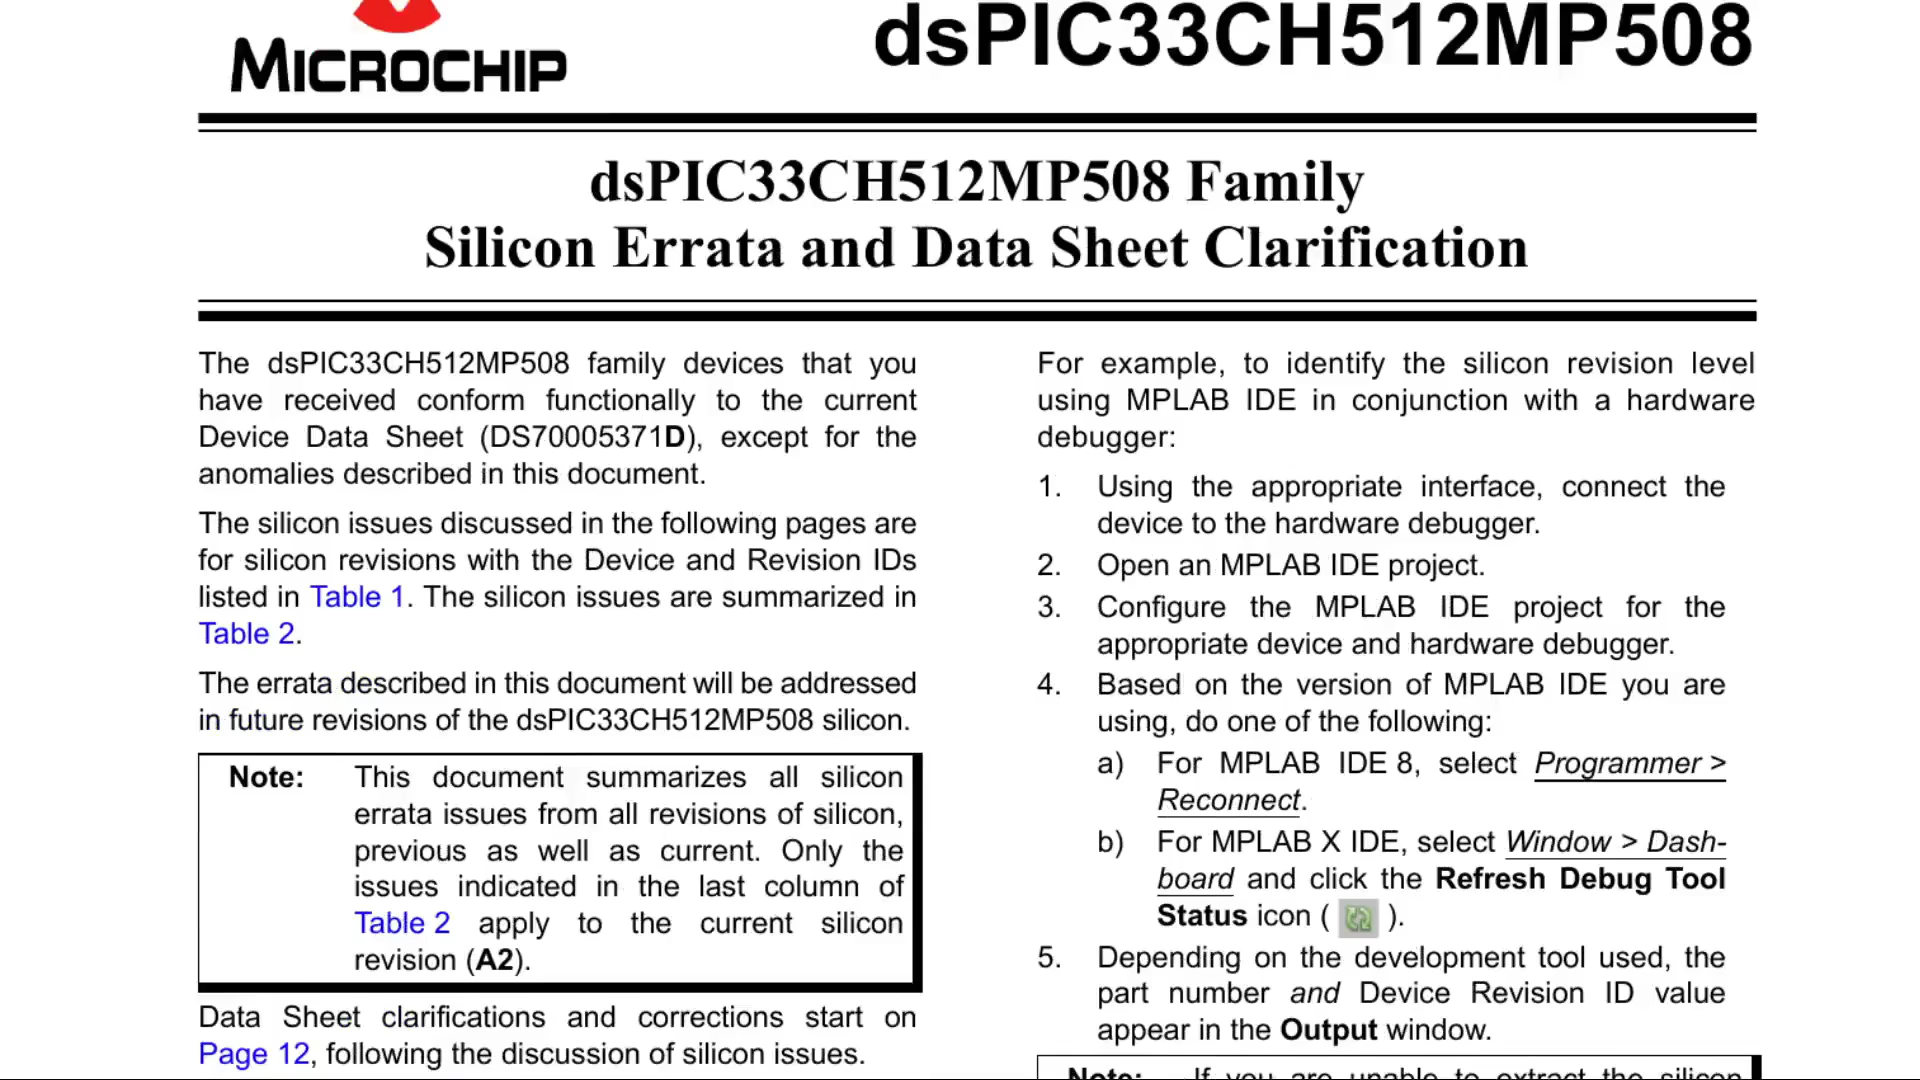 MICROCHIP
dsPIC33CH512MP508
dsPIC33CH512MP508 Family
Silicon Errata and Data Sheet Clarification
The dsPIC33CH512MP508 family devices that you
have received conform functionally to the current
Device Data Sheet (DS70005371D), except for the
anomalies described in this document.
The silicon issues discussed in the following pages are
for silicon revisions with the Device and Revision IDs
listed in Table 1. The silicon issues are summarized in
Table 2.
The errata described in this document will be addressed
in future revisions of the dsPIC33CH512MP508 silicon.
Note: This document summarizes all silicon
errata issues from all revisions of silicon,
previous as well as current. Only the
issues indicated in the last column of
Table 2 apply to the current silicon
revision (A2).
Data Sheet clarifications and corrections start on
Page 12, following the discussion of silicon issues.
For example, to identify the silicon revision level
using MPLAB IDE in conjunction with a hardware
debugger:
1. Using the appropriate interface, connect the
device to the hardware debugger.
2. Open an MPLAB IDE project.
3. Configure the MPLAB IDE project for the
appropriate device and hardware debugger.
4. Based on the version of MPLAB IDE you are
using, do one of the following:
a) For MPLAB IDE 8, select Programmer >
Reconnect.
b) For MPLAB X IDE, select Window > Dash-
board and click the Refresh Debug Tool
Status icon ( ).
5. Depending on the development tool used, the
part number and Device Revision ID value
appear in the Output window.
Note: If you are unable to extract the silicon